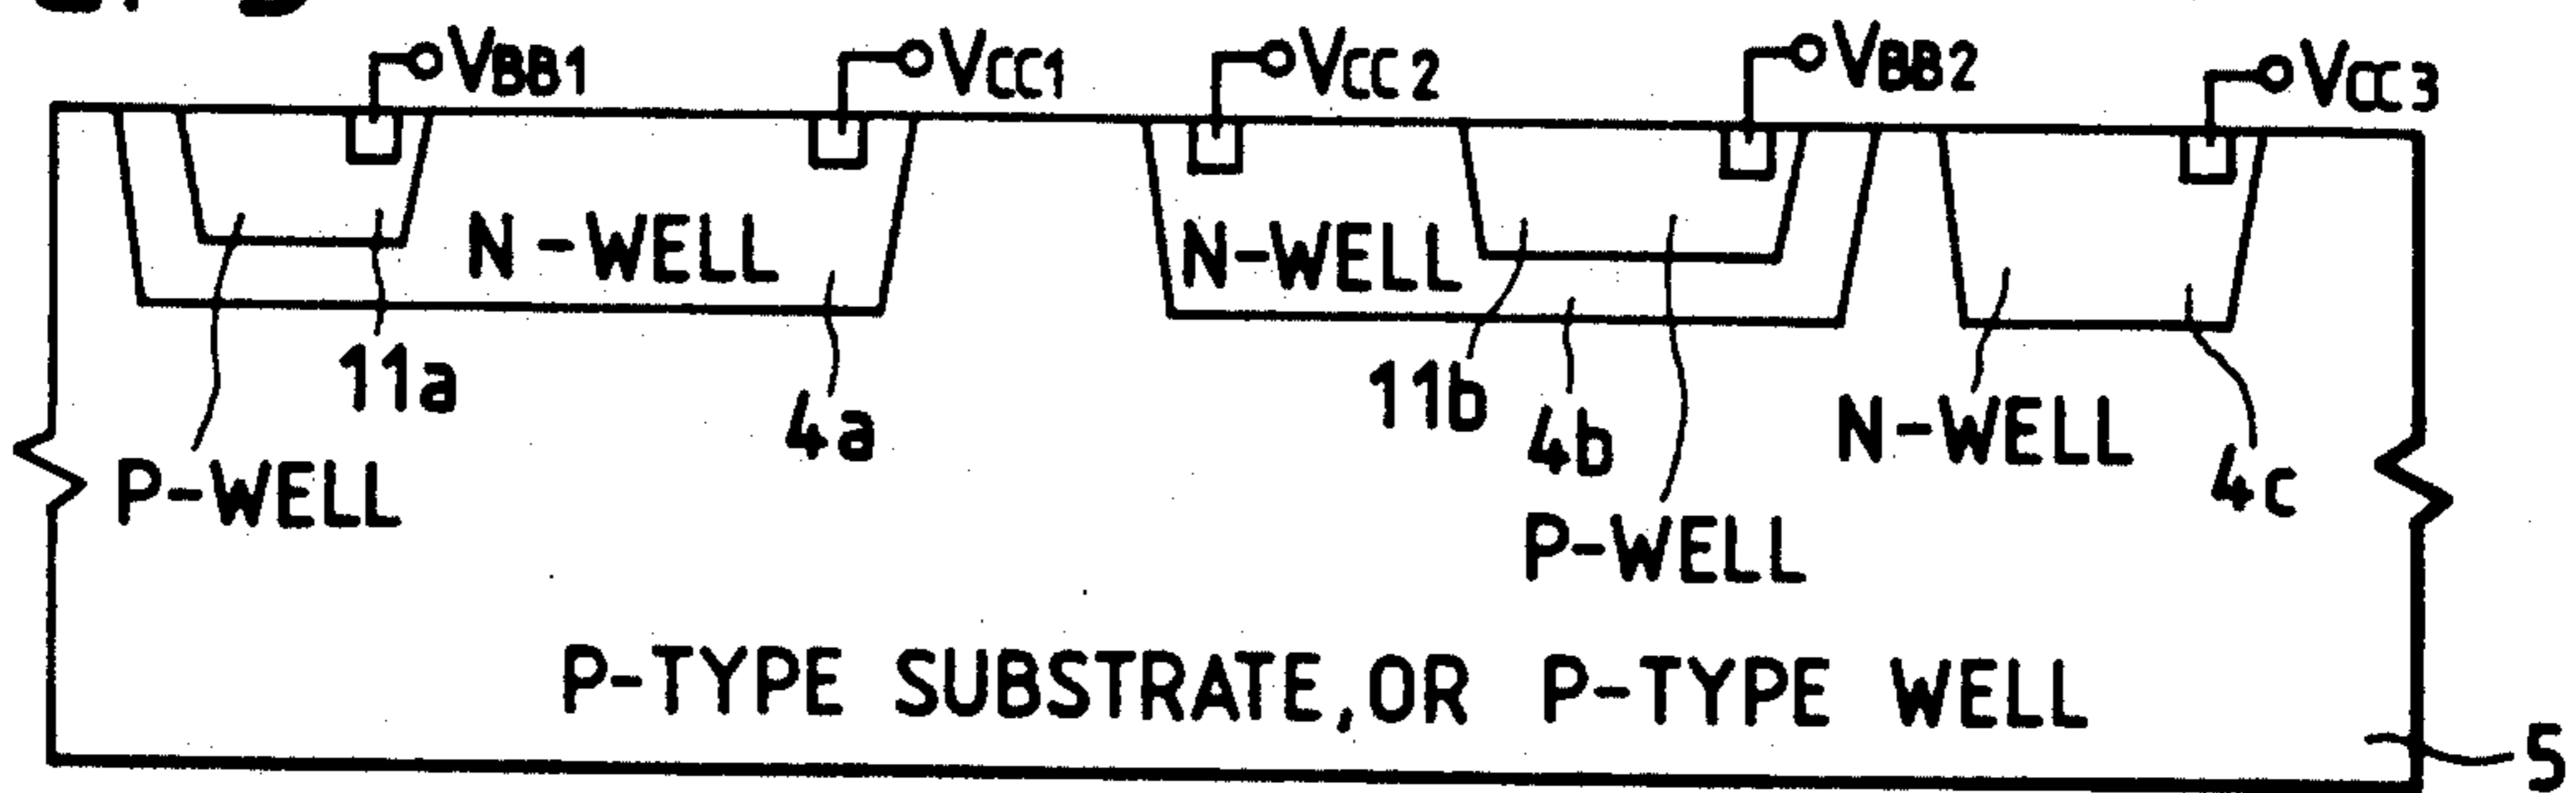 VBB1
VCC1
VCC2
VBB2
VCC3
N-WELL
N-WELL
11a
4a
11b
4b
N-WELL
4c
P-WELL
P-WELL
P-TYPE SUBSTRATE, OR P-TYPE WELL
5